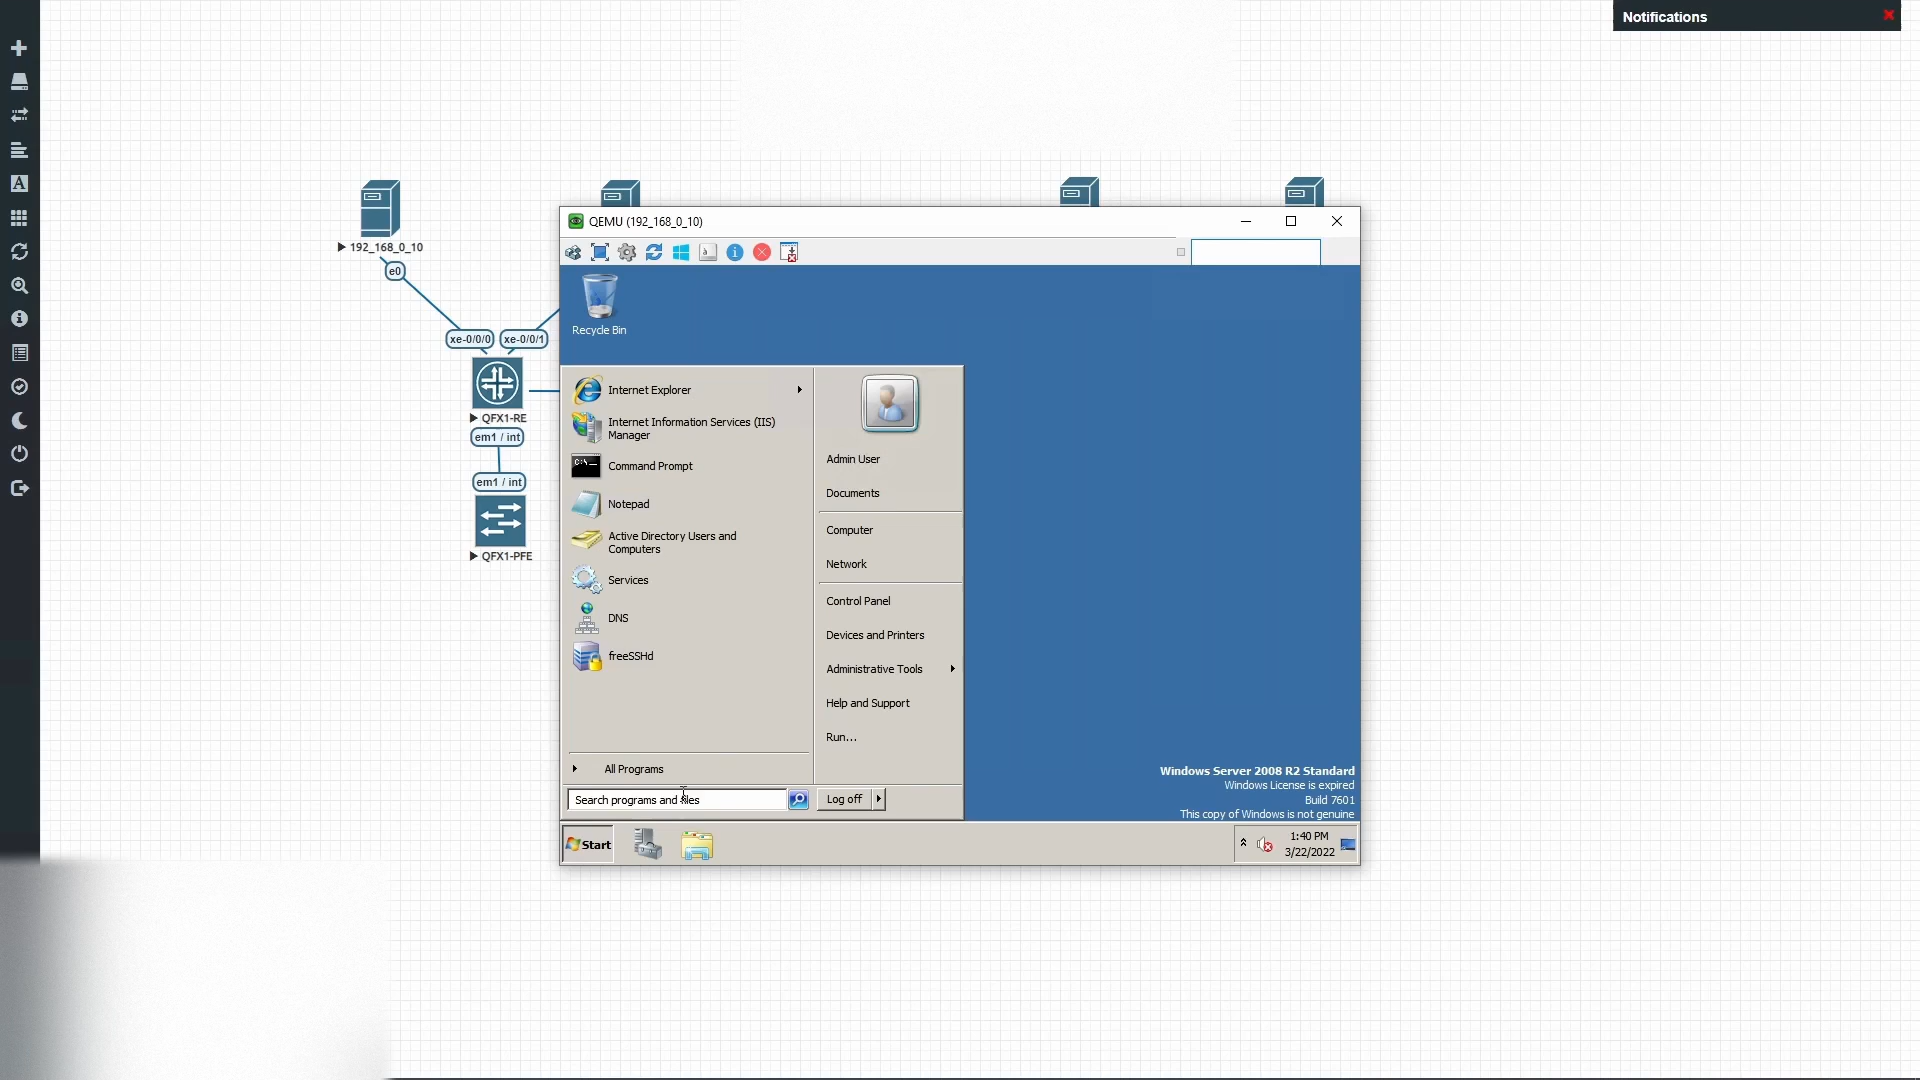 Notifications
192_168_0_10
e0
xe-0/0/0
xe-0/0/1
QFX1-RE
em1 / int
em1 / int
QFX1-PFE
QEMU (192_168_0_10)
Recycle Bin
Internet Explorer
Internet Information Services (IIS)
Manager
Command Prompt
Notepad
Active Directory Users and
Computers
Services
DNS
freeSSHd
All Programs
Search programs and files
Admin User
Documents
Computer
Network
Control Panel
Devices and Printers
Administrative Tools
Help and Support
Run...
Log off
Windows Server 2008 R2 Standard
Windows License is expired
Build 7601
This copy of Windows is not genuine
Start
1:40 PM
3/22/2022